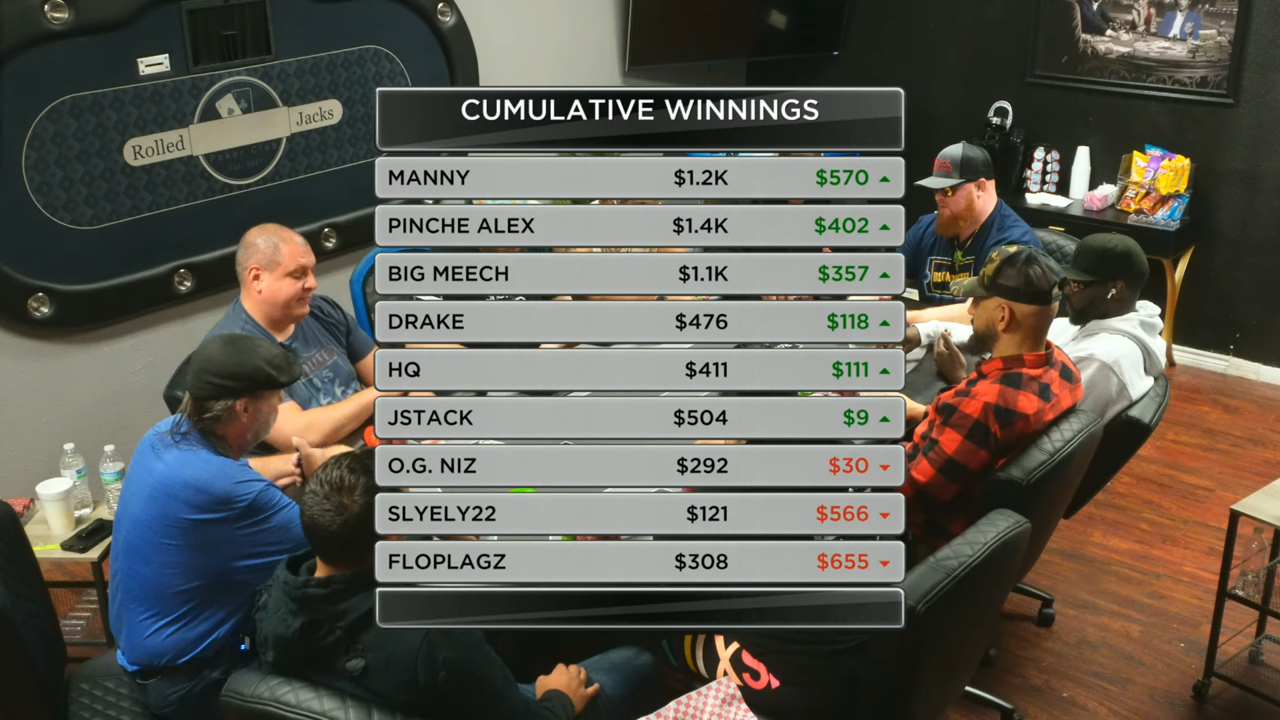 Rolled Jacks
CUMULATIVE WINNINGS
MANNY $1.2K $570
PINCHE ALEX $1.4K $402
BIG MEECH $1.1K $357
DRAKE $476 $118
HQ $411 $111
JSTACK $504 $9
O.G. NIZ $292 $30
SLYELY22 $121 $566
FLOPLAGZ $308 $655